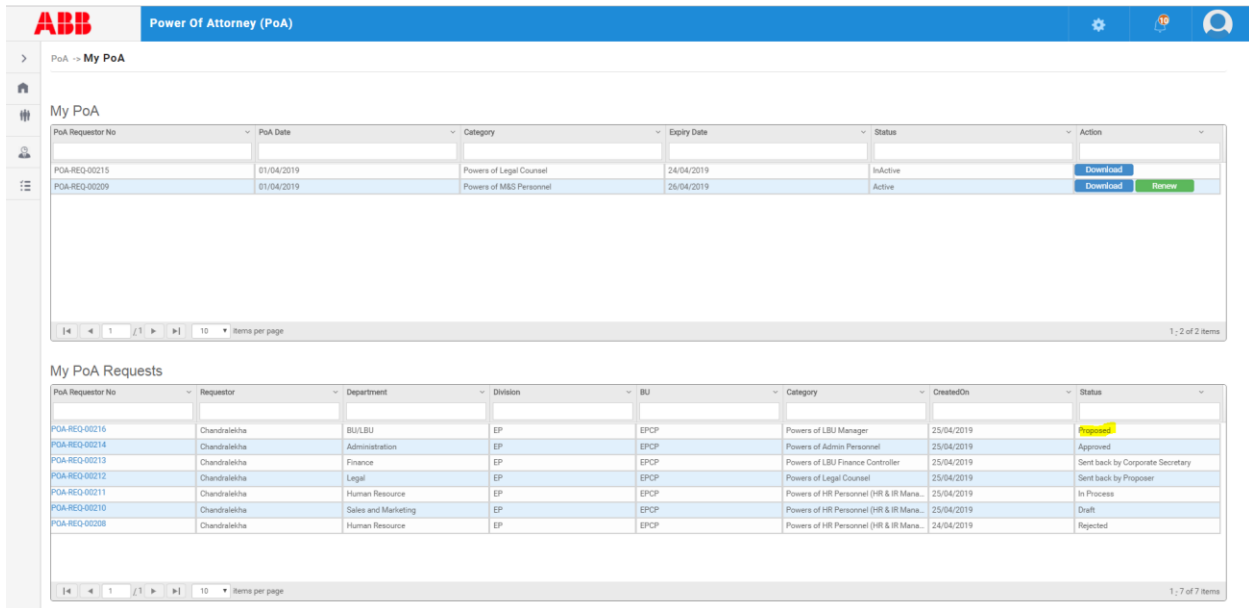 ABB Power Of Attorney (PoA) 10
PoA -> My PoA
My PoA
PoA Requestor No PoA Date Category Expiry Date Status Action
POA-REQ-00215 01/04/2019 Powers of Legal Counsel 24/04/2019 InActive Download
POA-REQ-00209 01/04/2019 Powers of M&S Personnel 26/04/2019 Active Download Renew
1 /1 10 items per page 1 - 2 of 2 items
My PoA Requests
PoA Requestor No Requestor Department Division BU Category CreatedOn Status
POA-REQ-00216 Chandralekha BU/LBU EP EPCP Powers of LBU Manager 25/04/2019 Proposed
POA-REQ-00214 Chandralekha Administration EP EPCP Powers of Admin Personnel 25/04/2019 Approved
POA-REQ-00213 Chandralekha Finance EP EPCP Powers of LBU Finance Controller 25/04/2019 Sent back by Corporate Secretary
POA-REQ-00212 Chandralekha Legal EP EPCP Powers of Legal Counsel 25/04/2019 Sent back by Proposer
POA-REQ-00211 Chandralekha Human Resource EP EPCP Powers of HR Personnel (HR & IR Mana... 25/04/2019 In Process
POA-REQ-00210 Chandralekha Sales and Marketing EP EPCP Powers of HR Personnel (HR & IR Mana... 25/04/2019 Draft
POA-REQ-00208 Chandralekha Human Resource EP EPCP Powers of HR Personnel (HR & IR Mana... 24/04/2019 Rejected
1 /1 10 items per page 1 - 7 of 7 items